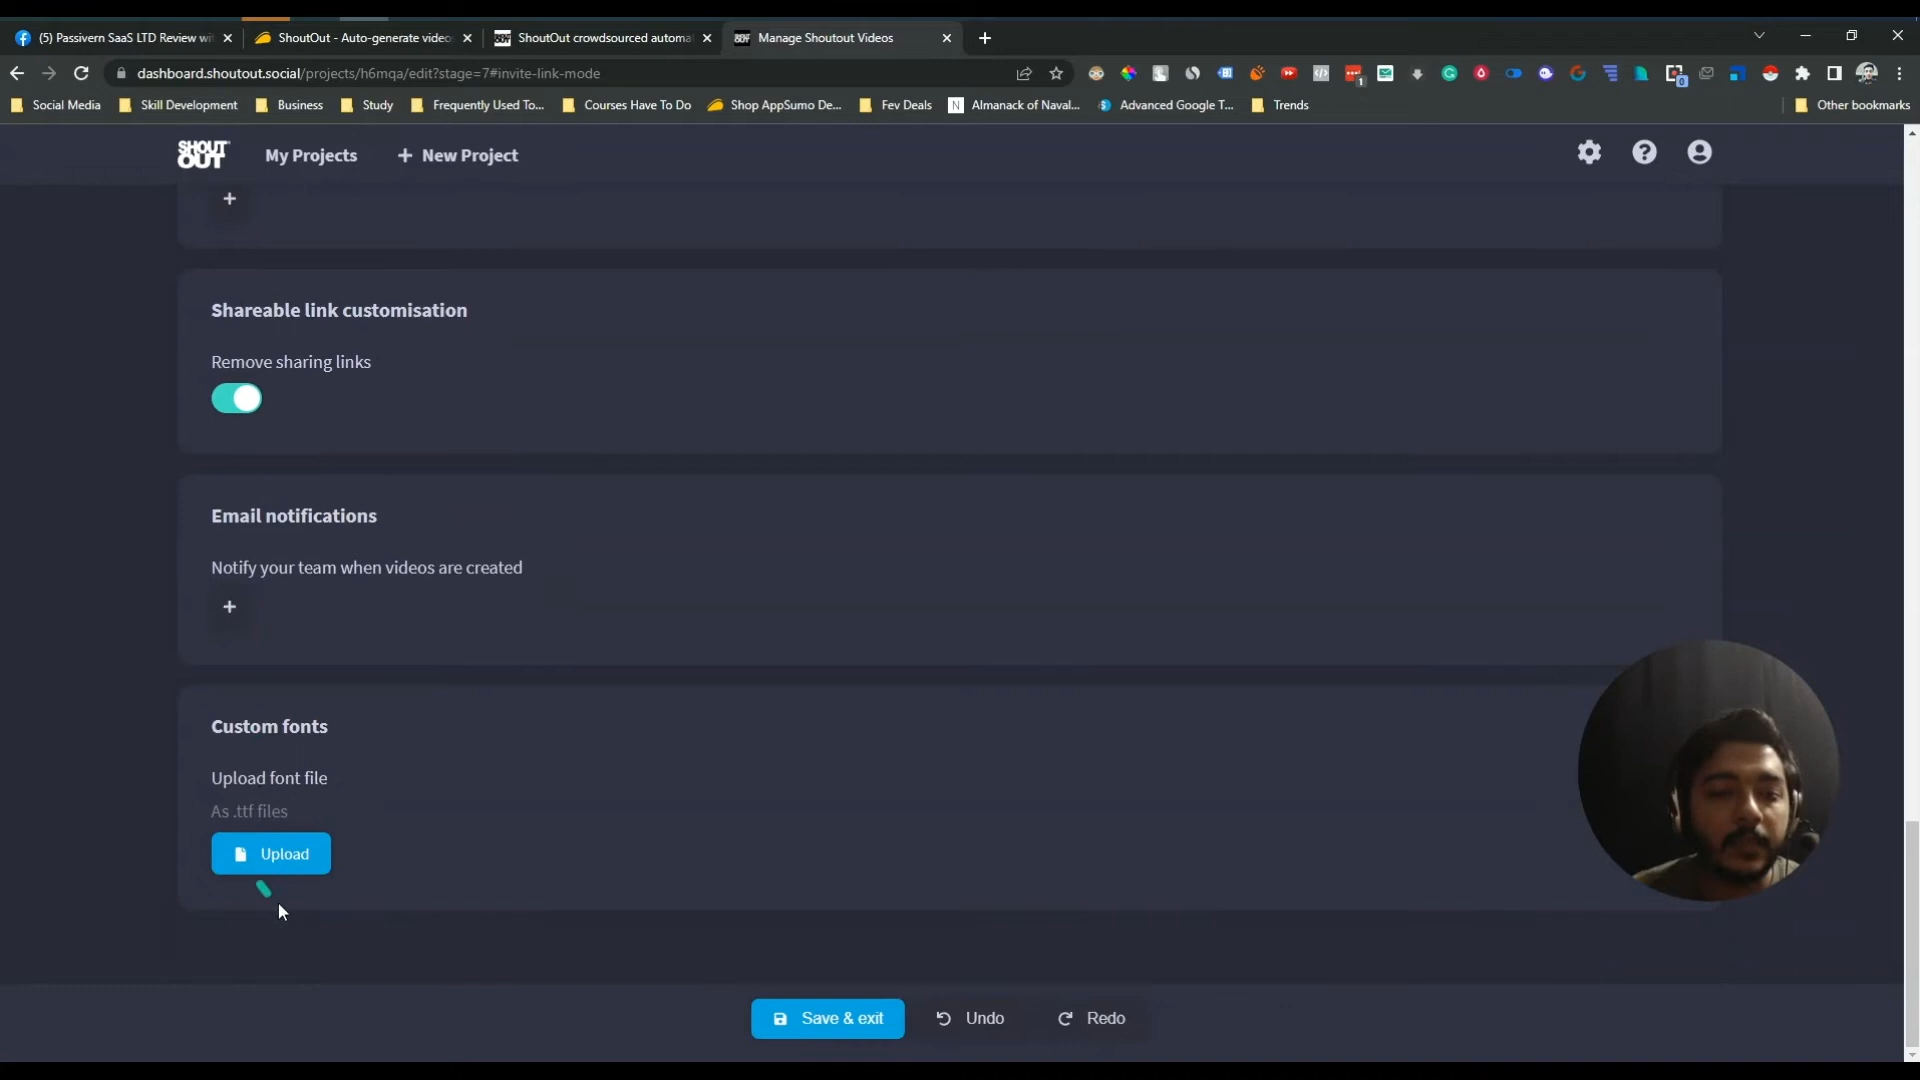 (5) Passivern SaaS LTD Review wi
ShoutOut - Auto-generate video
ShoutOut crowdsourced automa
Manage Shoutout Videos
dashboard.shoutout.social/projects/h6mqa/edit?stage=7#invite-link-mode
Social Media
Skill Development
Business
Study
Frequently Used To...
Courses Have To Do
Shop AppSumo De...
Fev Deals
Almanack of Naval...
Advanced Google T...
Trends
Other bookmarks
SHOUT
OUT
My Projects
+ New Project
+
Shareable link customisation
Remove sharing links
Email notifications
Notify your team when videos are created
+
Custom fonts
Upload font file
As .ttf files
Upload
Save & exit
Undo
Redo